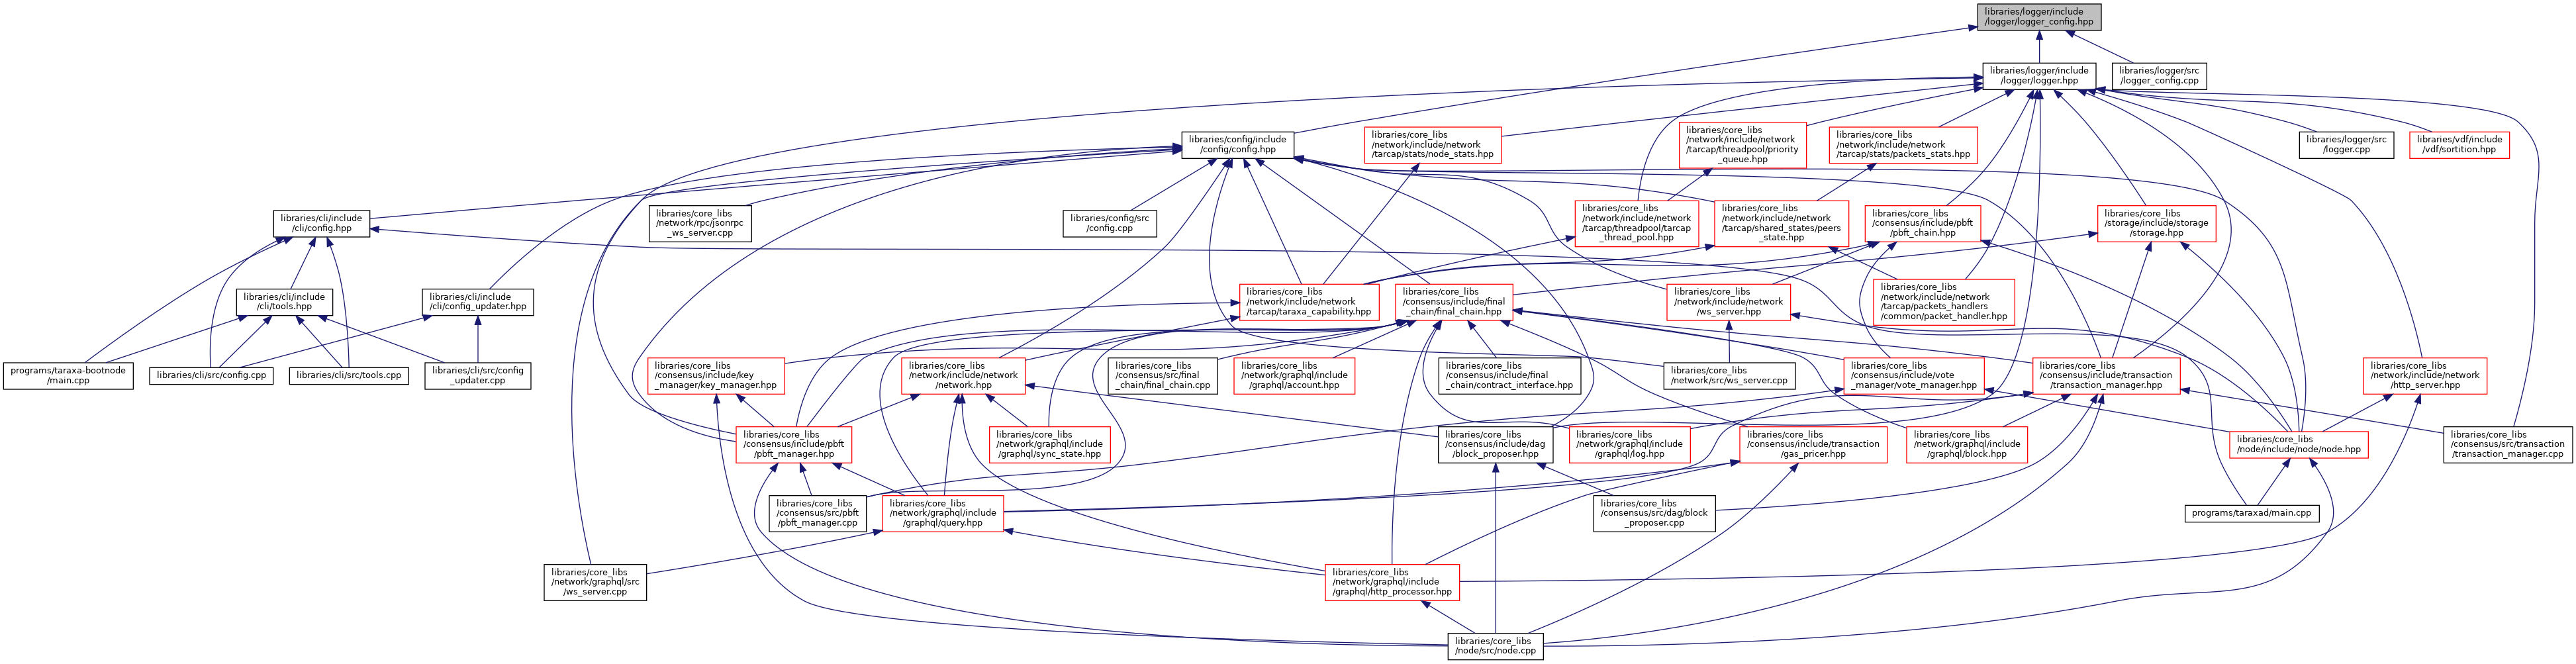 libraries/logger/include
/logger/logger_config.hpp
libraries/logger/include
/logger/logger.hpp
libraries/logger/src
/logger_config.cpp
libraries/config/include
/config/config.hpp
libraries/core_libs
/network/include/network
/tarcap/stats/node_stats.hpp
libraries/core_libs
/network/include/network
/tarcap/threadpool/priority
_queue.hpp
libraries/core_libs
/network/include/network
/tarcap/stats/packets_stats.hpp
libraries/logger/src
/logger.cpp
libraries/vdf/include
/vdf/sortition.hpp
libraries/cli/include
/cli/config.hpp
libraries/core_libs
/network/rpc/jsonrpc
_ws_server.cpp
libraries/config/src
/config.cpp
libraries/core_libs
/network/include/network
/tarcap/threadpool/tarcap
_thread_pool.hpp
libraries/core_libs
/network/include/network
/tarcap/shared_states/peers
_state.hpp
libraries/core_libs
/consensus/include/pbft
/pbft_chain.hpp
libraries/core_libs
/storage/include/storage
/storage.hpp
libraries/cli/include
/cli/tools.hpp
libraries/cli/include
/cli/config_updater.hpp
libraries/core_libs
/network/include/network
/tarcap/taraxa_capability.hpp
libraries/core_libs
/consensus/include/final
_chain/final_chain.hpp
libraries/core_libs
/network/include/network
/ws_server.hpp
libraries/core_libs
/network/include/network
/tarcap/packets_handlers
/common/packet_handler.hpp
programs/taraxa-bootnode
/main.cpp
libraries/cli/src/config.cpp
libraries/cli/src/tools.cpp
libraries/cli/src/config
_updater.cpp
libraries/core_libs
/consensus/include/key
_manager/key_manager.hpp
libraries/core_libs
/network/include/network
/network.hpp
libraries/core_libs
/consensus/src/final
_chain/final_chain.cpp
libraries/core_libs
/network/graphql/include
/graphql/account.hpp
libraries/core_libs
/consensus/include/final
_chain/contract_interface.hpp
libraries/core_libs
/network/src/ws_server.cpp
libraries/core_libs
/consensus/include/vote
_manager/vote_manager.hpp
libraries/core_libs
/consensus/include/transaction
/transaction_manager.hpp
libraries/core_libs
/network/include/network
/http_server.hpp
libraries/core_libs
/consensus/include/pbft
/pbft_manager.hpp
libraries/core_libs
/network/graphql/include
/graphql/sync_state.hpp
libraries/core_libs
/consensus/include/dag
/block_proposer.hpp
libraries/core_libs
/network/graphql/include
/graphql/log.hpp
libraries/core_libs
/consensus/include/transaction
/gas_pricer.hpp
libraries/core_libs
/network/graphql/include
/graphql/block.hpp
libraries/core_libs
/node/include/node/node.hpp
libraries/core_libs
/consensus/src/transaction
/transaction_manager.cpp
libraries/core_libs
/consensus/src/pbft
/pbft_manager.cpp
libraries/core_libs
/network/graphql/include
/graphql/query.hpp
libraries/core_libs
/consensus/src/dag/block
_proposer.cpp
programs/taraxad/main.cpp
libraries/core_libs
/network/graphql/src
/ws_server.cpp
libraries/core_libs
/network/graphql/include
/graphql/http_processor.hpp
libraries/core_libs
/node/src/node.cpp